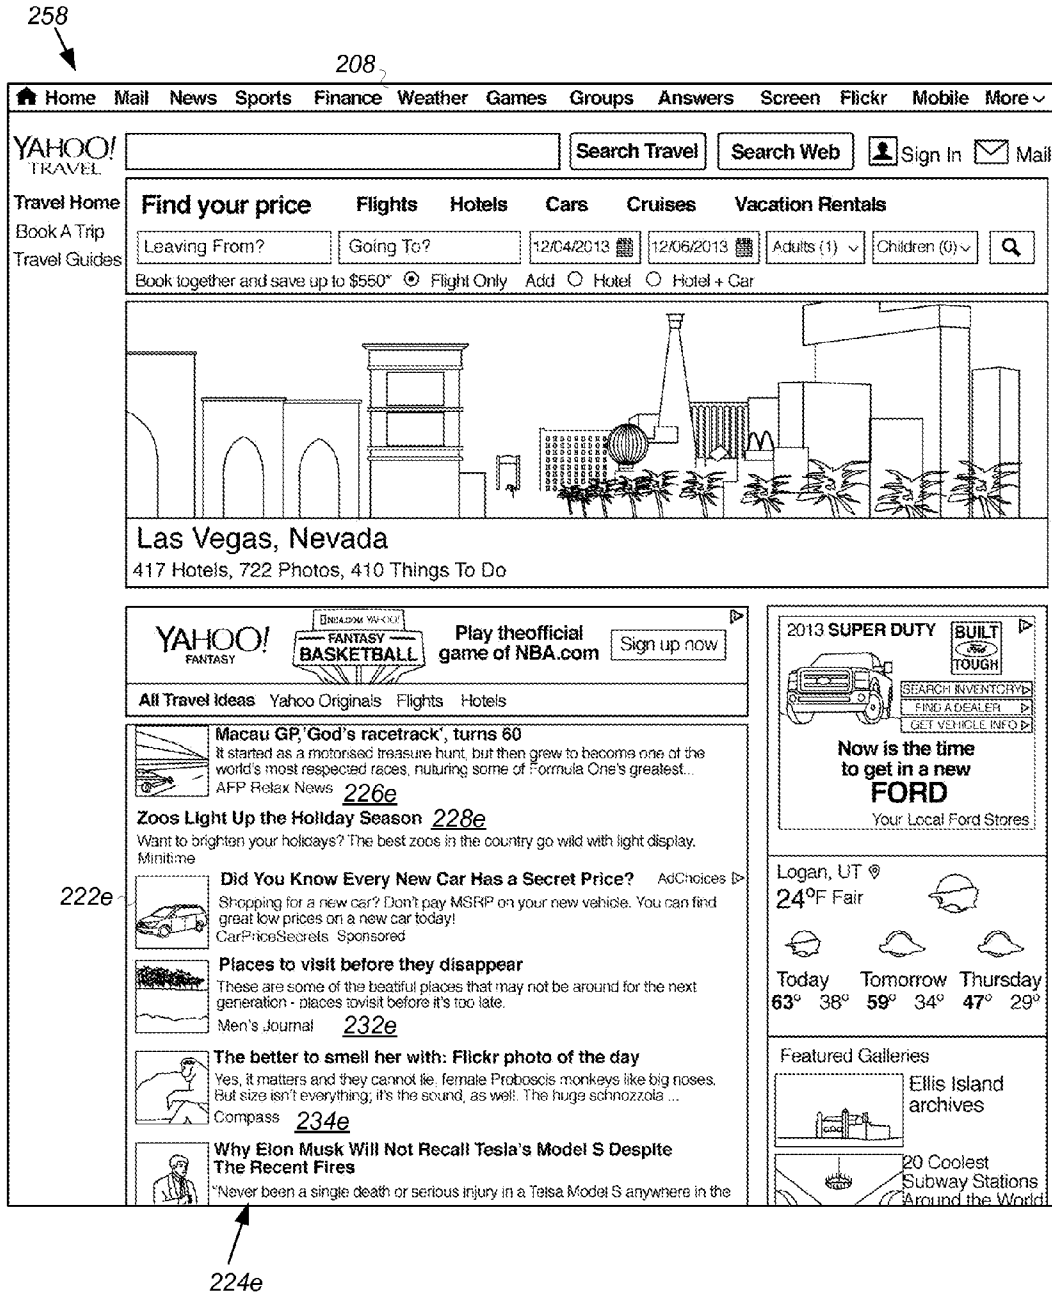 258
208
Home Mail News Sports Finance Weather Games Groups Answers Screen Flickr Mobile More
YAHOO!
TRAVEL
Search Travel Search Web Sign In Mail
Travel Home
Book A Trip
Travel Guides
Find your price Flights Hotels Cars Cruises Vacation Rentals
Leaving From? Going To? 12/04/2013 12/06/2013 Adults (1) Children (0)
Book together and save up to $550* Flight Only Add Hotel Hotel + Car
Las Vegas, Nevada
417 Hotels, 722 Photos, 410 Things To Do
YAHOO!
FANTASY
NBA.COM YAHOO!
FANTASY
BASKETBALL
Play theofficial
game of NBA.com
Sign up now
All Travel Ideas Yahoo Originals Flights Hotels
Macau GP,'God's racetrack', turns 60
It started as a motorised treasure hunt, but then grew to become one of the
world's most respected races, nuturing some of Formula One's greatest...
AFP Relax News 226e
Zoos Light Up the Holiday Season 228e
Want to brighten your holidays? The best zoos in the country go wild with light display.
Minitime
222e
Did You Know Every New Car Has a Secret Price? AdChoices
Shopping for a new car? Don't pay MSRP on your new vehicle. You can find
great low prices on a new car today!
CarPriceSecrets Sponsored
Places to visit before they disappear
These are some of the beatiful places that may not be around for the next
generation - places tovisit before it's too late.
Men's Journal 232e
The better to smell her with: Flickr photo of the day
Yes, it matters and they cannot lie, female Proboscis monkeys like big noses.
But size isn't everything; it's the sound, as well. The huge schnozzola ...
Compass 234e
Why Elon Musk Will Not Recall Tesla's Model S Despite
The Recent Fires
"Never been a single death or serious injury in a Telsa Model S anywhere in the
224e
2013 SUPER DUTY
BUILT
Ford
TOUGH
SEARCH INVENTORY
FIND A DEALER
GET VEHICLE INFO
Now is the time
to get in a new
FORD
Your Local Ford Stores
Logan, UT
24°F Fair
Today Tomorrow Thursday
63° 38° 59° 34° 47° 29°
Featured Galleries
Ellis Island
archives
20 Coolest
Subway Stations
Around the World